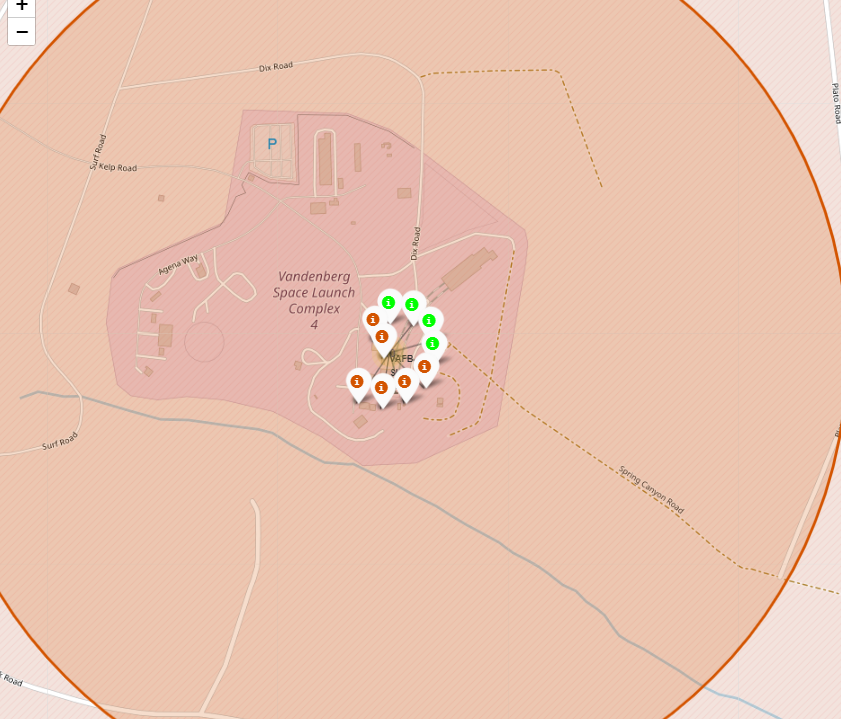 +
−
Dix Road
Plato Road
Surf Road
Kelp Road
P
Dix Road
Agena Way
Vandenberg
Space Launch
Complex
4
VAFB
Surf Road
Spring Canyon Road
Road